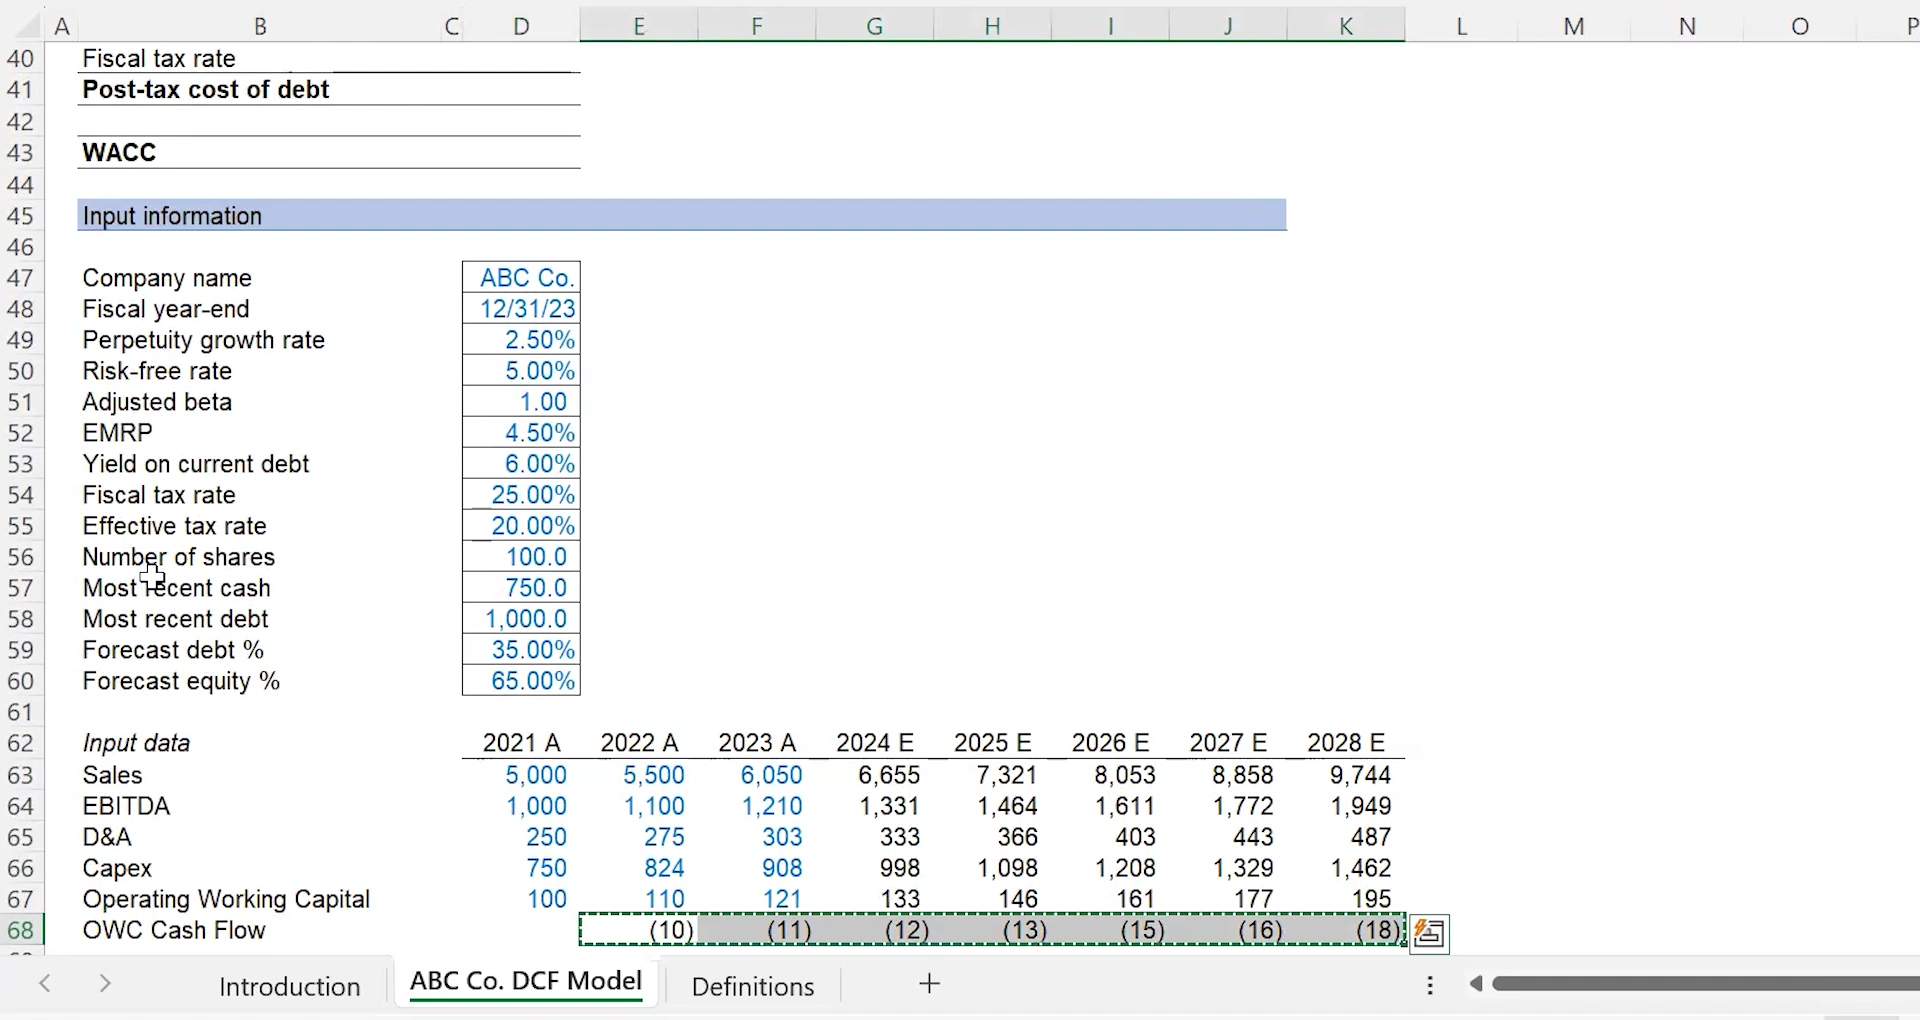 A B C D E F G H I J K L M N O P
40 Fiscal tax rate
41 Post-tax cost of debt
42
43 WACC
44
45 Input information
46
47 Company name ABC Co.
48 Fiscal year-end 12/31/23
49 Perpetuity growth rate 2.50%
50 Risk-free rate 5.00%
51 Adjusted beta 1.00
52 EMRP 4.50%
53 Yield on current debt 6.00%
54 Fiscal tax rate 25.00%
55 Effective tax rate 20.00%
56 Number of shares 100.0
57 Most recent cash 750.0
58 Most recent debt 1,000.0
59 Forecast debt % 35.00%
60 Forecast equity % 65.00%
61
62 Input data 2021 A 2022 A 2023 A 2024 E 2025 E 2026 E 2027 E 2028 E
63 Sales 5,000 5,500 6,050 6,655 7,321 8,053 8,858 9,744
64 EBITDA 1,000 1,100 1,210 1,331 1,464 1,611 1,772 1,949
65 D&A 250 275 303 333 366 403 443 487
66 Capex 750 824 908 998 1,098 1,208 1,329 1,462
67 Operating Working Capital 100 110 121 133 146 161 177 195
68 OWC Cash Flow (10) (11) (12) (13) (15) (16) (18)
Introduction ABC Co. DCF Model Definitions +